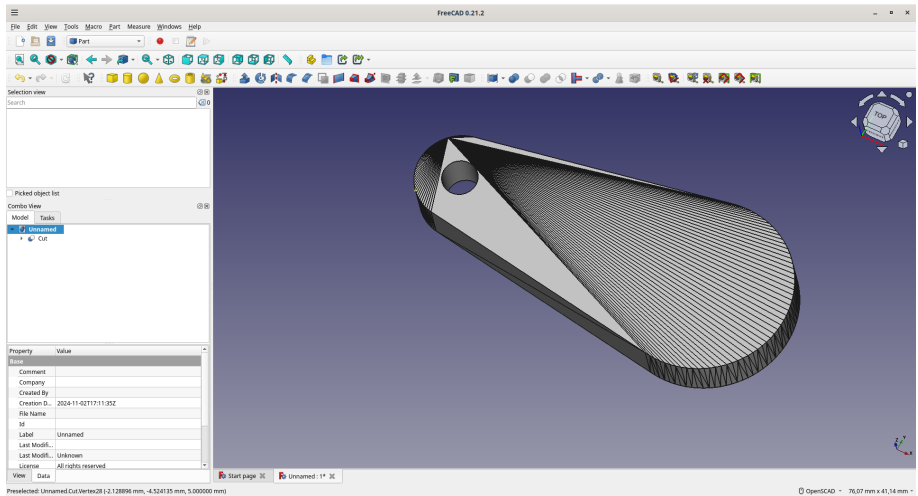 FreeCAD 0.21.2
File Edit View Tools Macro Part Measure Windows Help
Part
Selection view
Search
0
Picked object list
Combo View
Model Tasks
Unnamed
Cut
Property Value
Base
Comment
Company
Created By
Creation D... 2024-11-02T17:11:35Z
File Name
Id
Label Unnamed
Last Modifi...
Last Modifi... Unknown
License All rights reserved
View Data
Start page
Unnamed : 1*
TOP
Z Y X
Preselected: Unnamed.Cut.Vertex28 (-2.128896 mm, -4.524135 mm, 5.000000 mm)
OpenSCAD
76,07 mm x 41,14 mm